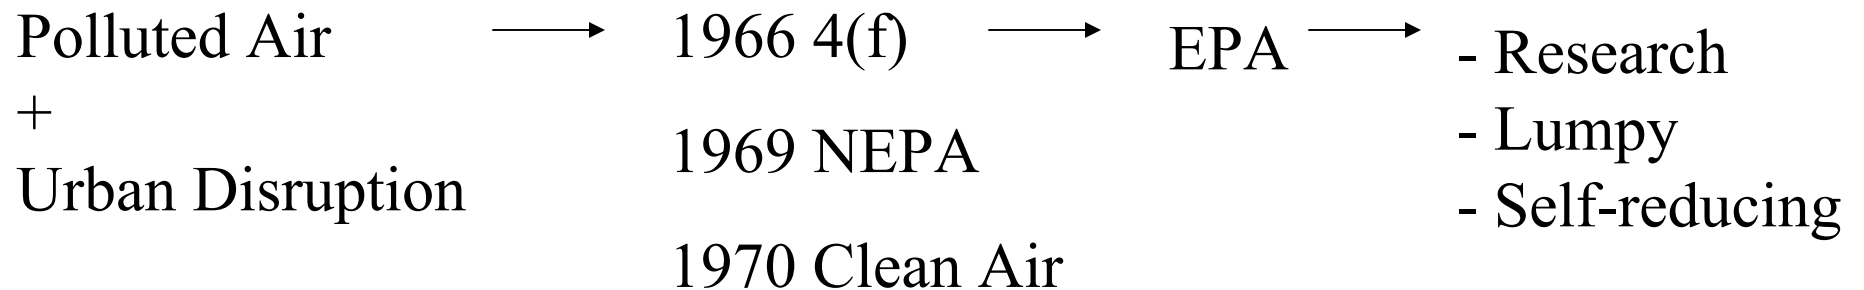 Polluted Air
+
Urban Disruption
1966 4(f)
1969 NEPA
1970 Clean Air
EPA
- Research
- Lumpy
- Self-reducing